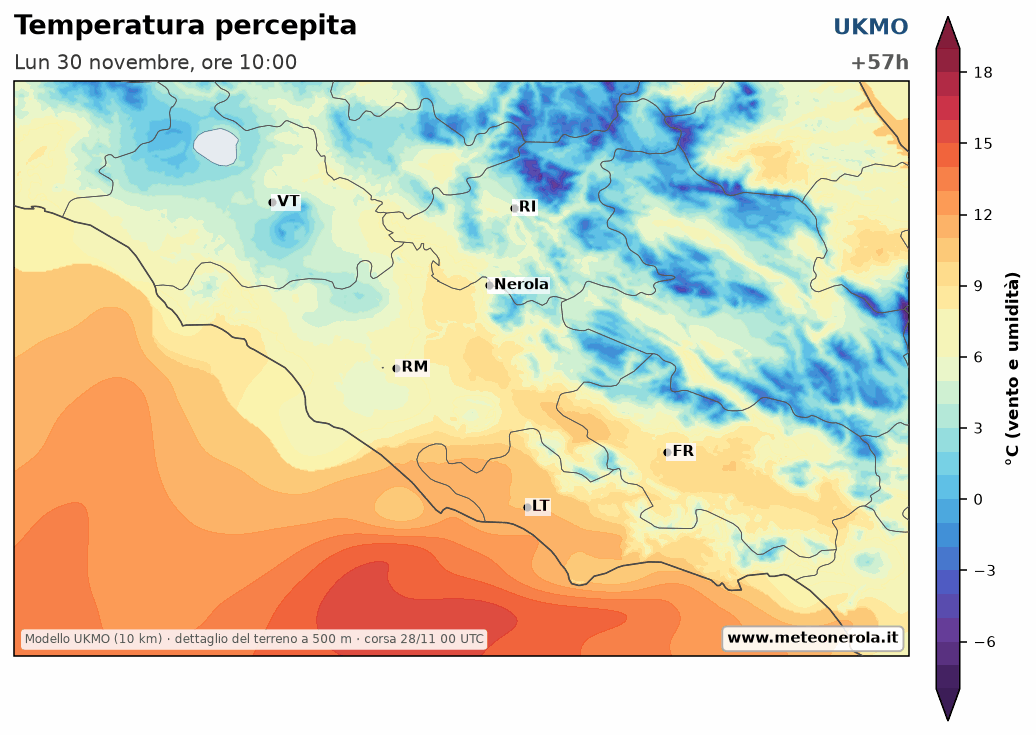 Temperatura percepita
UKMO
Lun 30 novembre, ore 10:00
+57h
VT
RI
Nerola
RM
FR
LT
Modello UKMO (10 km) · dettaglio del terreno a 500 m · corsa 28/11 00 UTC
www.meteonerola.it
18
15
12
9
6
3
0
−3
−6
°C (vento e umidità)